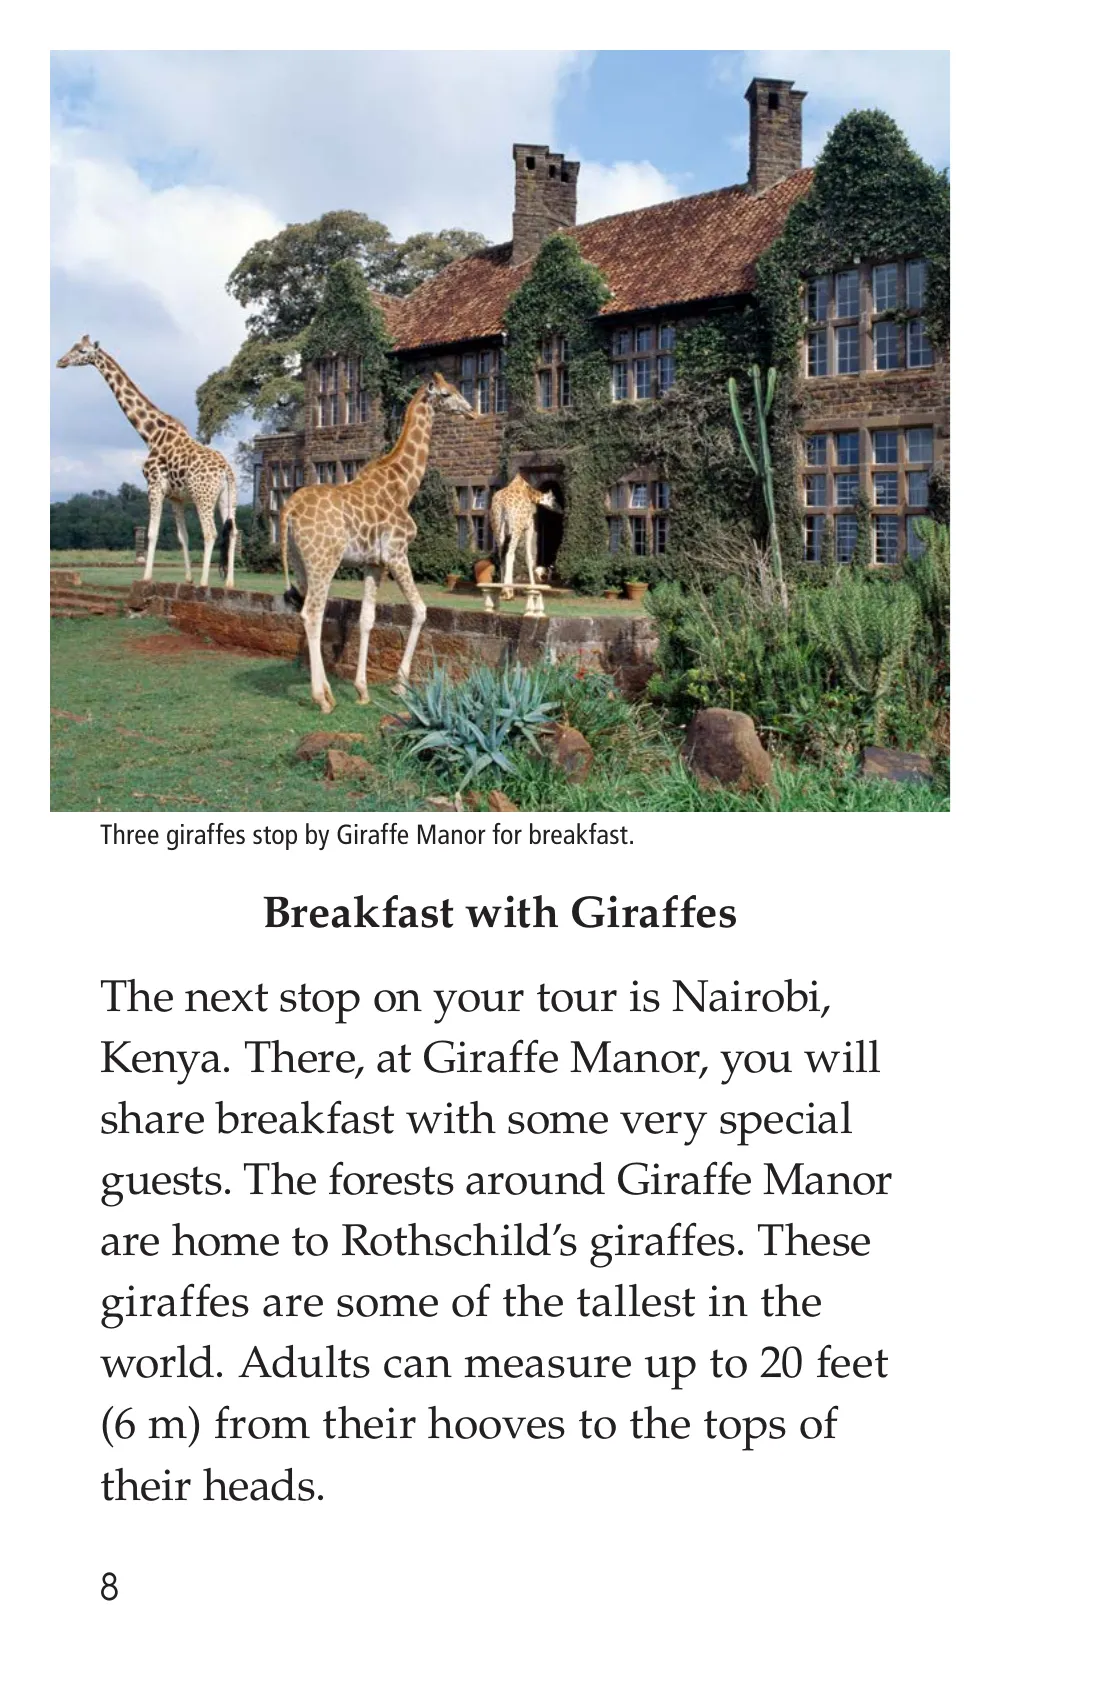 Three giraffes stop by Giraffe Manor for breakfast.
Breakfast with Giraffes
The next stop on your tour is Nairobi,
Kenya. There, at Giraffe Manor, you will
share breakfast with some very special
guests. The forests around Giraffe Manor
are home to Rothschild’s giraffes. These
giraffes are some of the tallest in the
world. Adults can measure up to 20 feet
(6 m) from their hooves to the tops of
their heads.
8